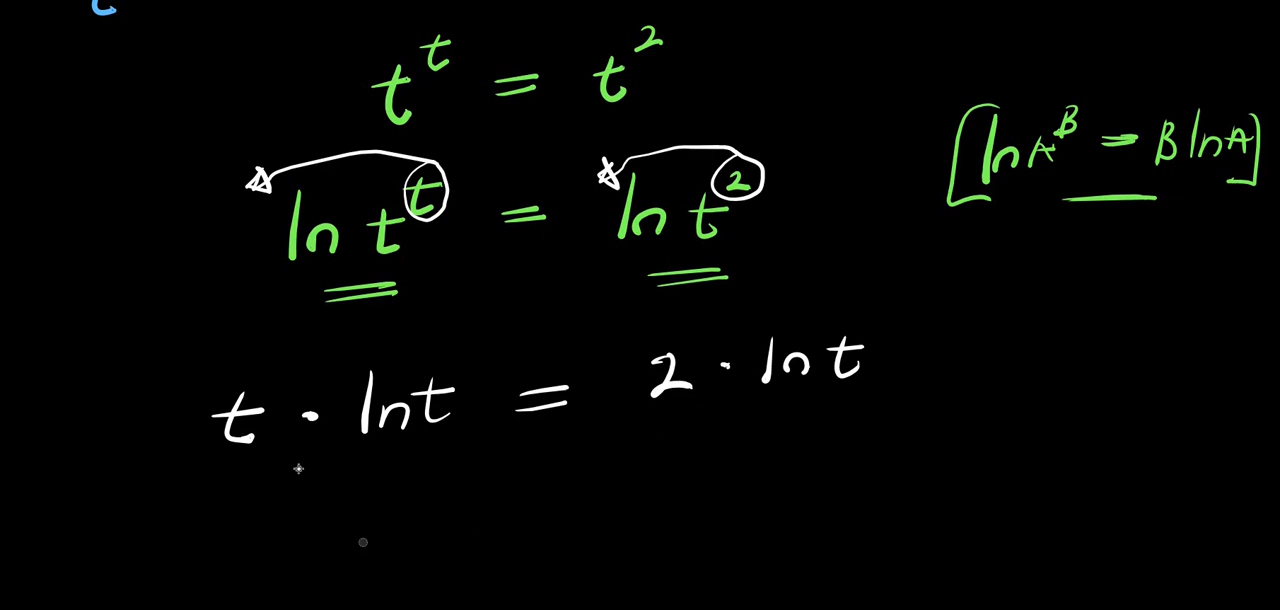 t^t = t^2
[ln A^B = B ln A]
ln t^t = ln t^2
t · ln t = 2 · ln t